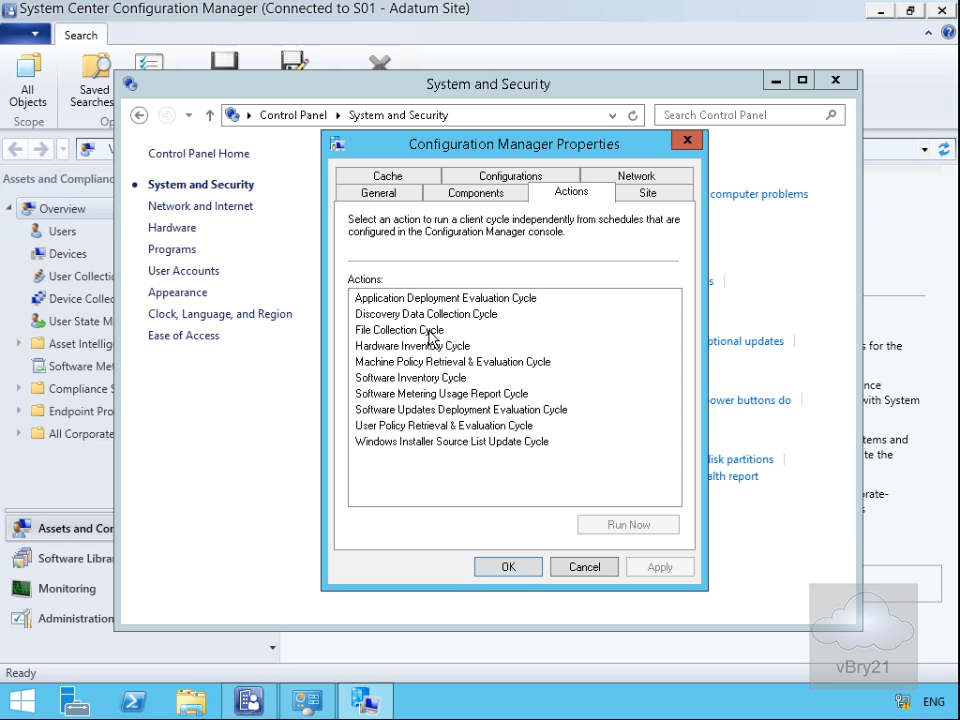 System Center Configuration Manager (Connected to S01 - Adatum Site)
Search
All
Objects
Saved
Searches
Scope
System and Security
Control Panel
System and Security
Search Control Panel
Configuration Manager Properties
Control Panel Home
System and Security
Network and Internet
Hardware
Programs
User Accounts
Appearance
Clock, Language, and Region
Ease of Access
Cache
Configurations
Network
General
Components
Actions
Site
Select an action to run a client cycle independently from schedules that are
configured in the Configuration Manager console.
Actions:
Application Deployment Evaluation Cycle
Discovery Data Collection Cycle
File Collection Cycle
Hardware Inventory Cycle
Machine Policy Retrieval & Evaluation Cycle
Software Inventory Cycle
Software Metering Usage Report Cycle
Software Updates Deployment Evaluation Cycle
User Policy Retrieval & Evaluation Cycle
Windows Installer Source List Update Cycle
Run Now
OK
Cancel
Apply
computer problems
s
optional updates
power buttons do
disk partitions
alth report
s for the
ence
with System
tems and
te the
orate-
Assets and Complianc
Overview
Users
Devices
User Collecti
Device Collec
User State M
Asset Intellig
Software Met
Compliance S
Endpoint Pro
All Corporate
Assets and Con
Software Libra
Monitoring
Administration
Ready
vBry21
ENG